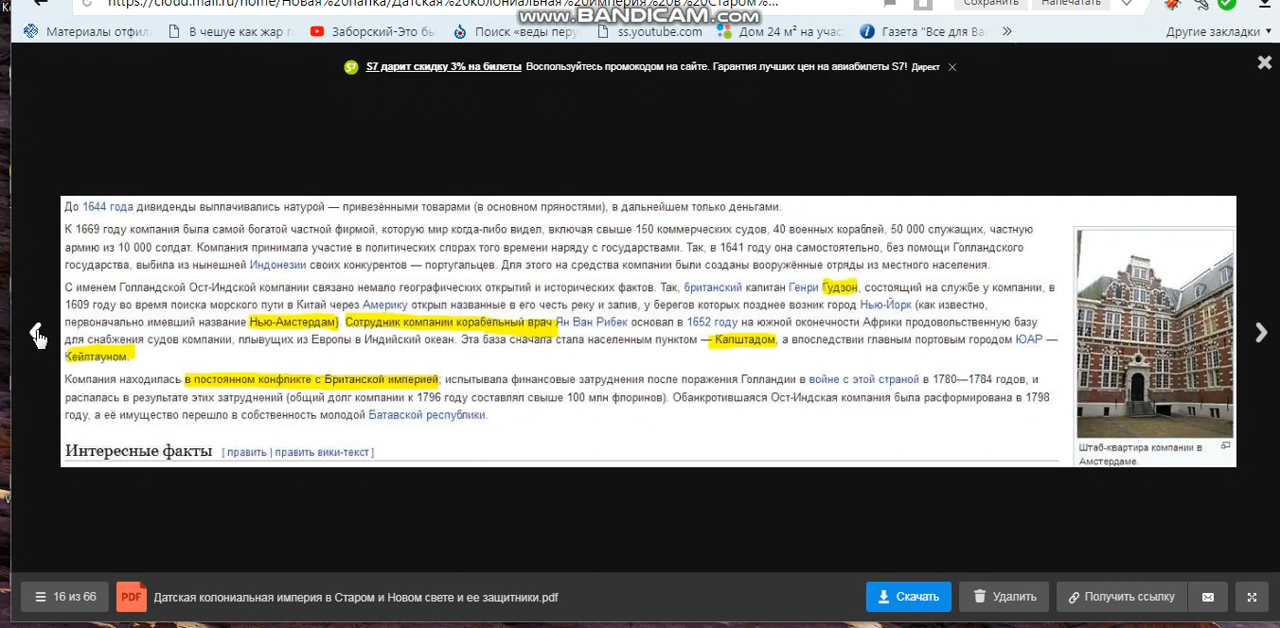 www.BANDICAM.com
https://cloud.mail.ru/home/Новая%20папка/Датская%20колониальная%20империя%20в%20Старом%...
Сохранить
Напечатать
Материалы отфил
В чешуе как жар г
Заборский-Это бы
Поиск «веды перу
ss.youtube.com
Дом 24 м² на учас
Газета "Все для Ва
Другие закладки
S7 дарит скидку 3% на билеты Воспользуйтесь промокодом на сайте. Гарантия лучших цен на авиабилеты S7! Директ
До 1644 года дивиденды выплачивались натурой — привезёнными товарами (в основном пряностями), в дальнейшем только деньгами.
К 1669 году компания была самой богатой частной фирмой, которую мир когда-либо видел, включая свыше 150 коммерческих судов, 40 военных кораблей, 50 000 служащих, частную
армию из 10 000 солдат. Компания принимала участие в политических спорах того времени наряду с государствами. Так, в 1641 году она самостоятельно, без помощи Голландского
государства, выбила из нынешней Индонезии своих конкурентов — португальцев. Для этого на средства компании были созданы вооружённые отряды из местного населения.
С именем Голландской Ост-Индской компании связано немало географических открытий и исторических фактов. Так, британский капитан Генри Гудзон, состоящий на службе у компании, в
1609 году во время поиска морского пути в Китай через Америку открыл названные в его честь реку и залив, у берегов которых позднее возник город Нью-Йорк (как известно,
первоначально имевший название Нью-Амстердам) Сотрудник компании корабельный врач Ян Ван Рибек основал в 1652 году на южной оконечности Африки продовольственную базу
для снабжения судов компании, плывущих из Европы в Индийский океан. Эта база сначала стала населенным пунктом — Капштадом, а впоследствии главным портовым городом ЮАР —
Кейптауном.
Компания находилась в постоянном конфликте с Британской империей; испытывала финансовые затруднения после поражения Голландии в войне с этой страной в 1780—1784 годов, и
распалась в результате этих затруднений (общий долг компании к 1796 году составлял свыше 100 млн флоринов). Обанкротившаяся Ост-Индская компания была расформирована в 1798
году, а её имущество перешло в собственность молодой Батавской республики.
Интересные факты [ править | править вики-текст ]
Штаб-квартира компании в
Амстердаме.
16 из 66
PDF
Датская колониальная империя в Старом и Новом свете и ее защитники.pdf
Скачать
Удалить
Получить ссылку